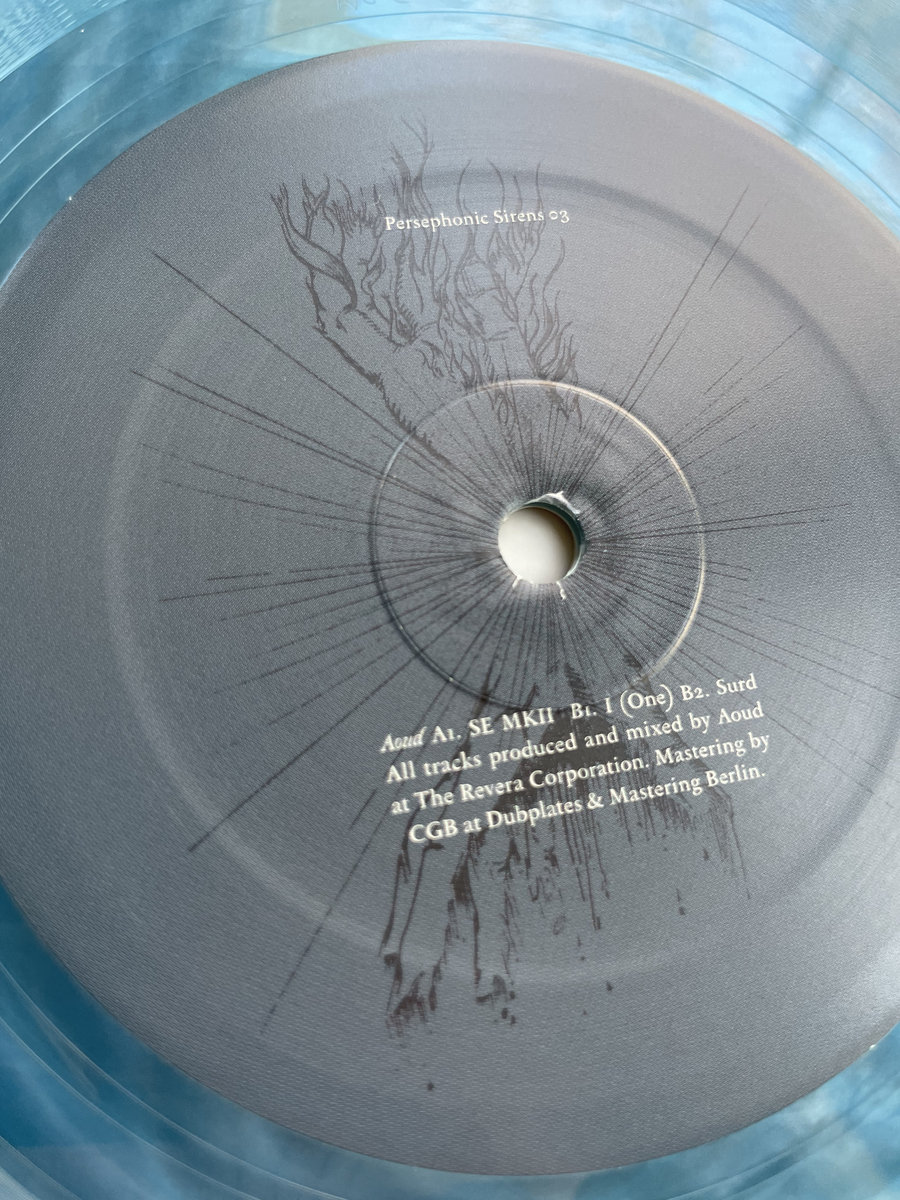 Persephonic Sirens 03
Aoud A1. SE MKII B1. I (One) B2. Surd
All tracks produced and mixed by Aoud
at The Revera Corporation. Mastering by
CGB at Dubplates & Mastering Berlin.